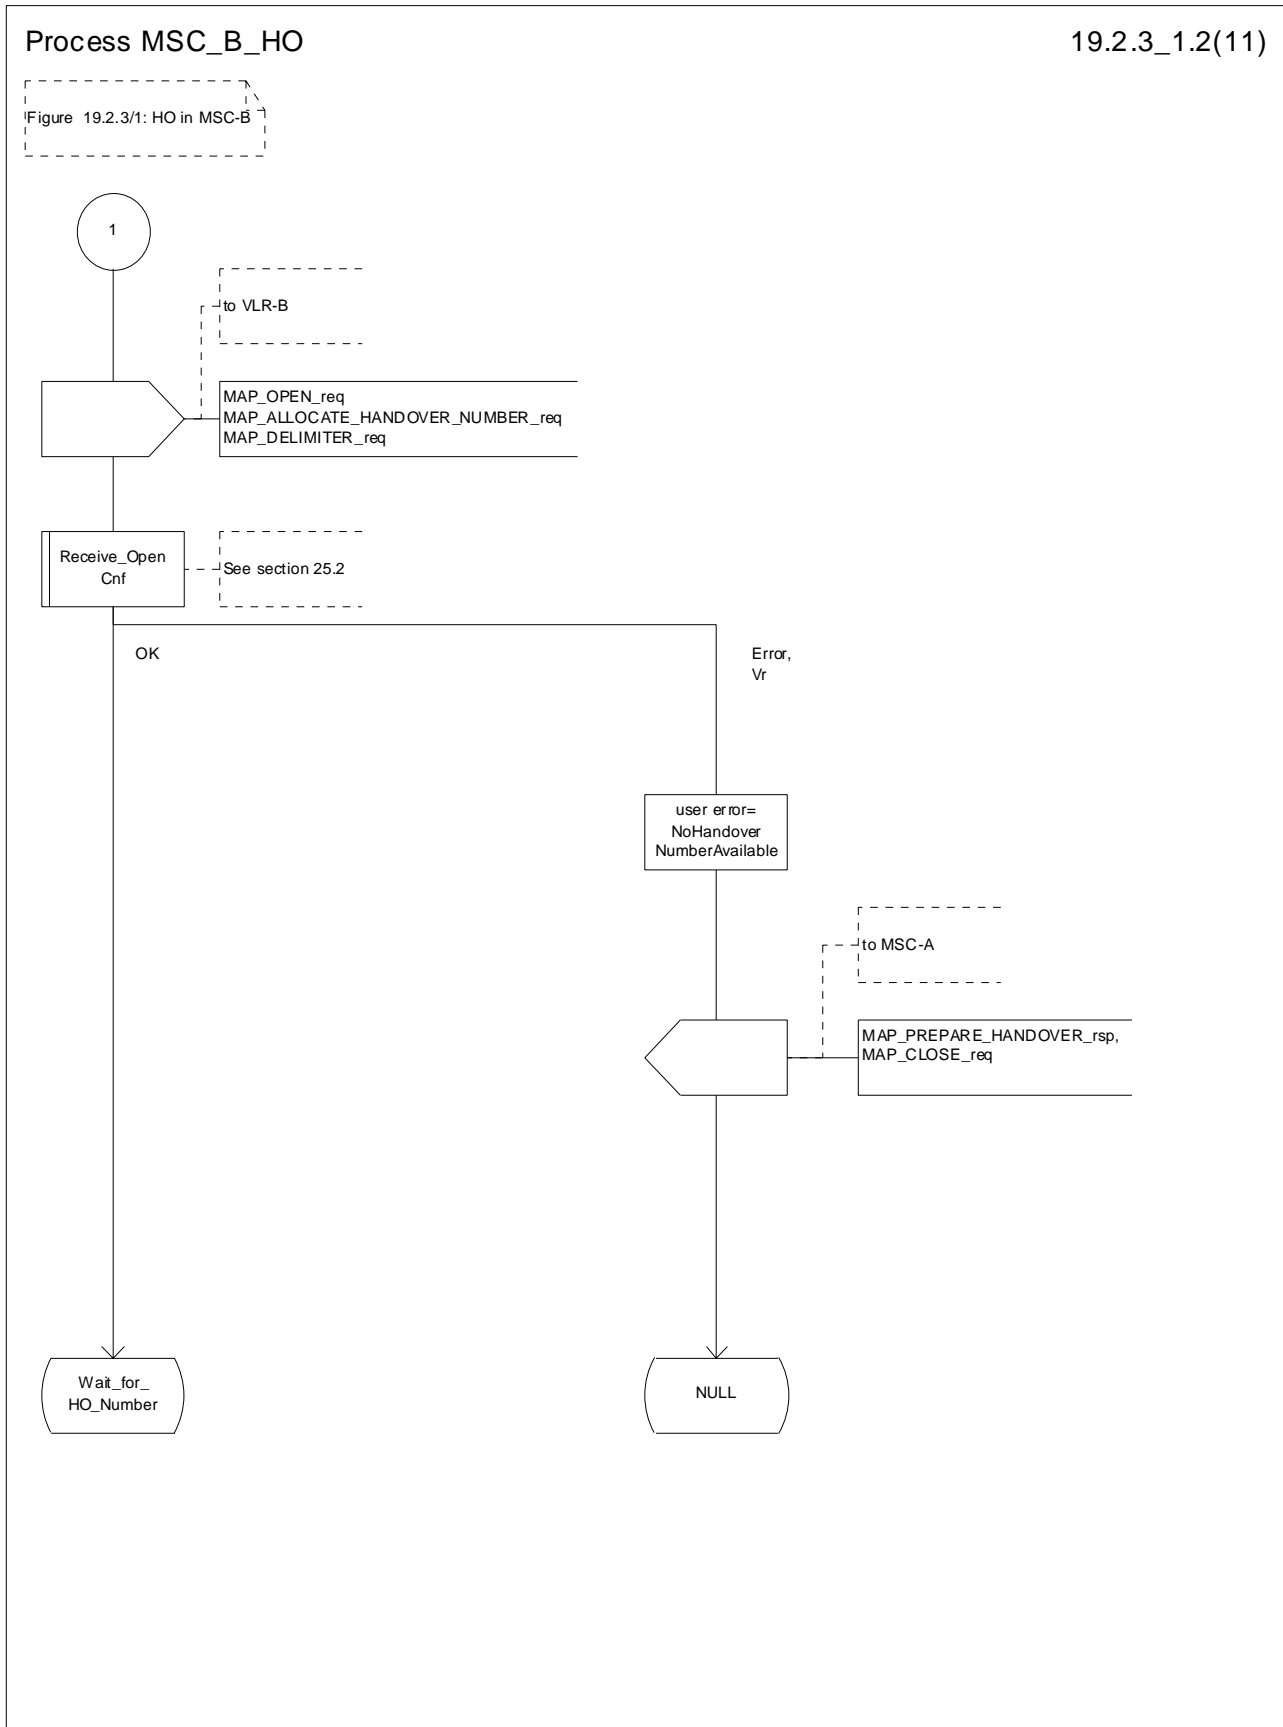 Process MSC_B_HO
19.2.3_1.2(11)
Figure 19.2.3/1: HO in MSC-B
1
to VLR-B
MAP_OPEN_req
MAP_ALLOCATE_HANDOVER_NUMBER_req
MAP_DELIMITER_req
Receive_Open
Cnf
See section 25.2
OK
Error,
Vr
user error=
NoHandover
NumberAvailable
to MSC-A
MAP_PREPARE_HANDOVER_rsp,
MAP_CLOSE_req
Wait_for_
HO_Number
NULL